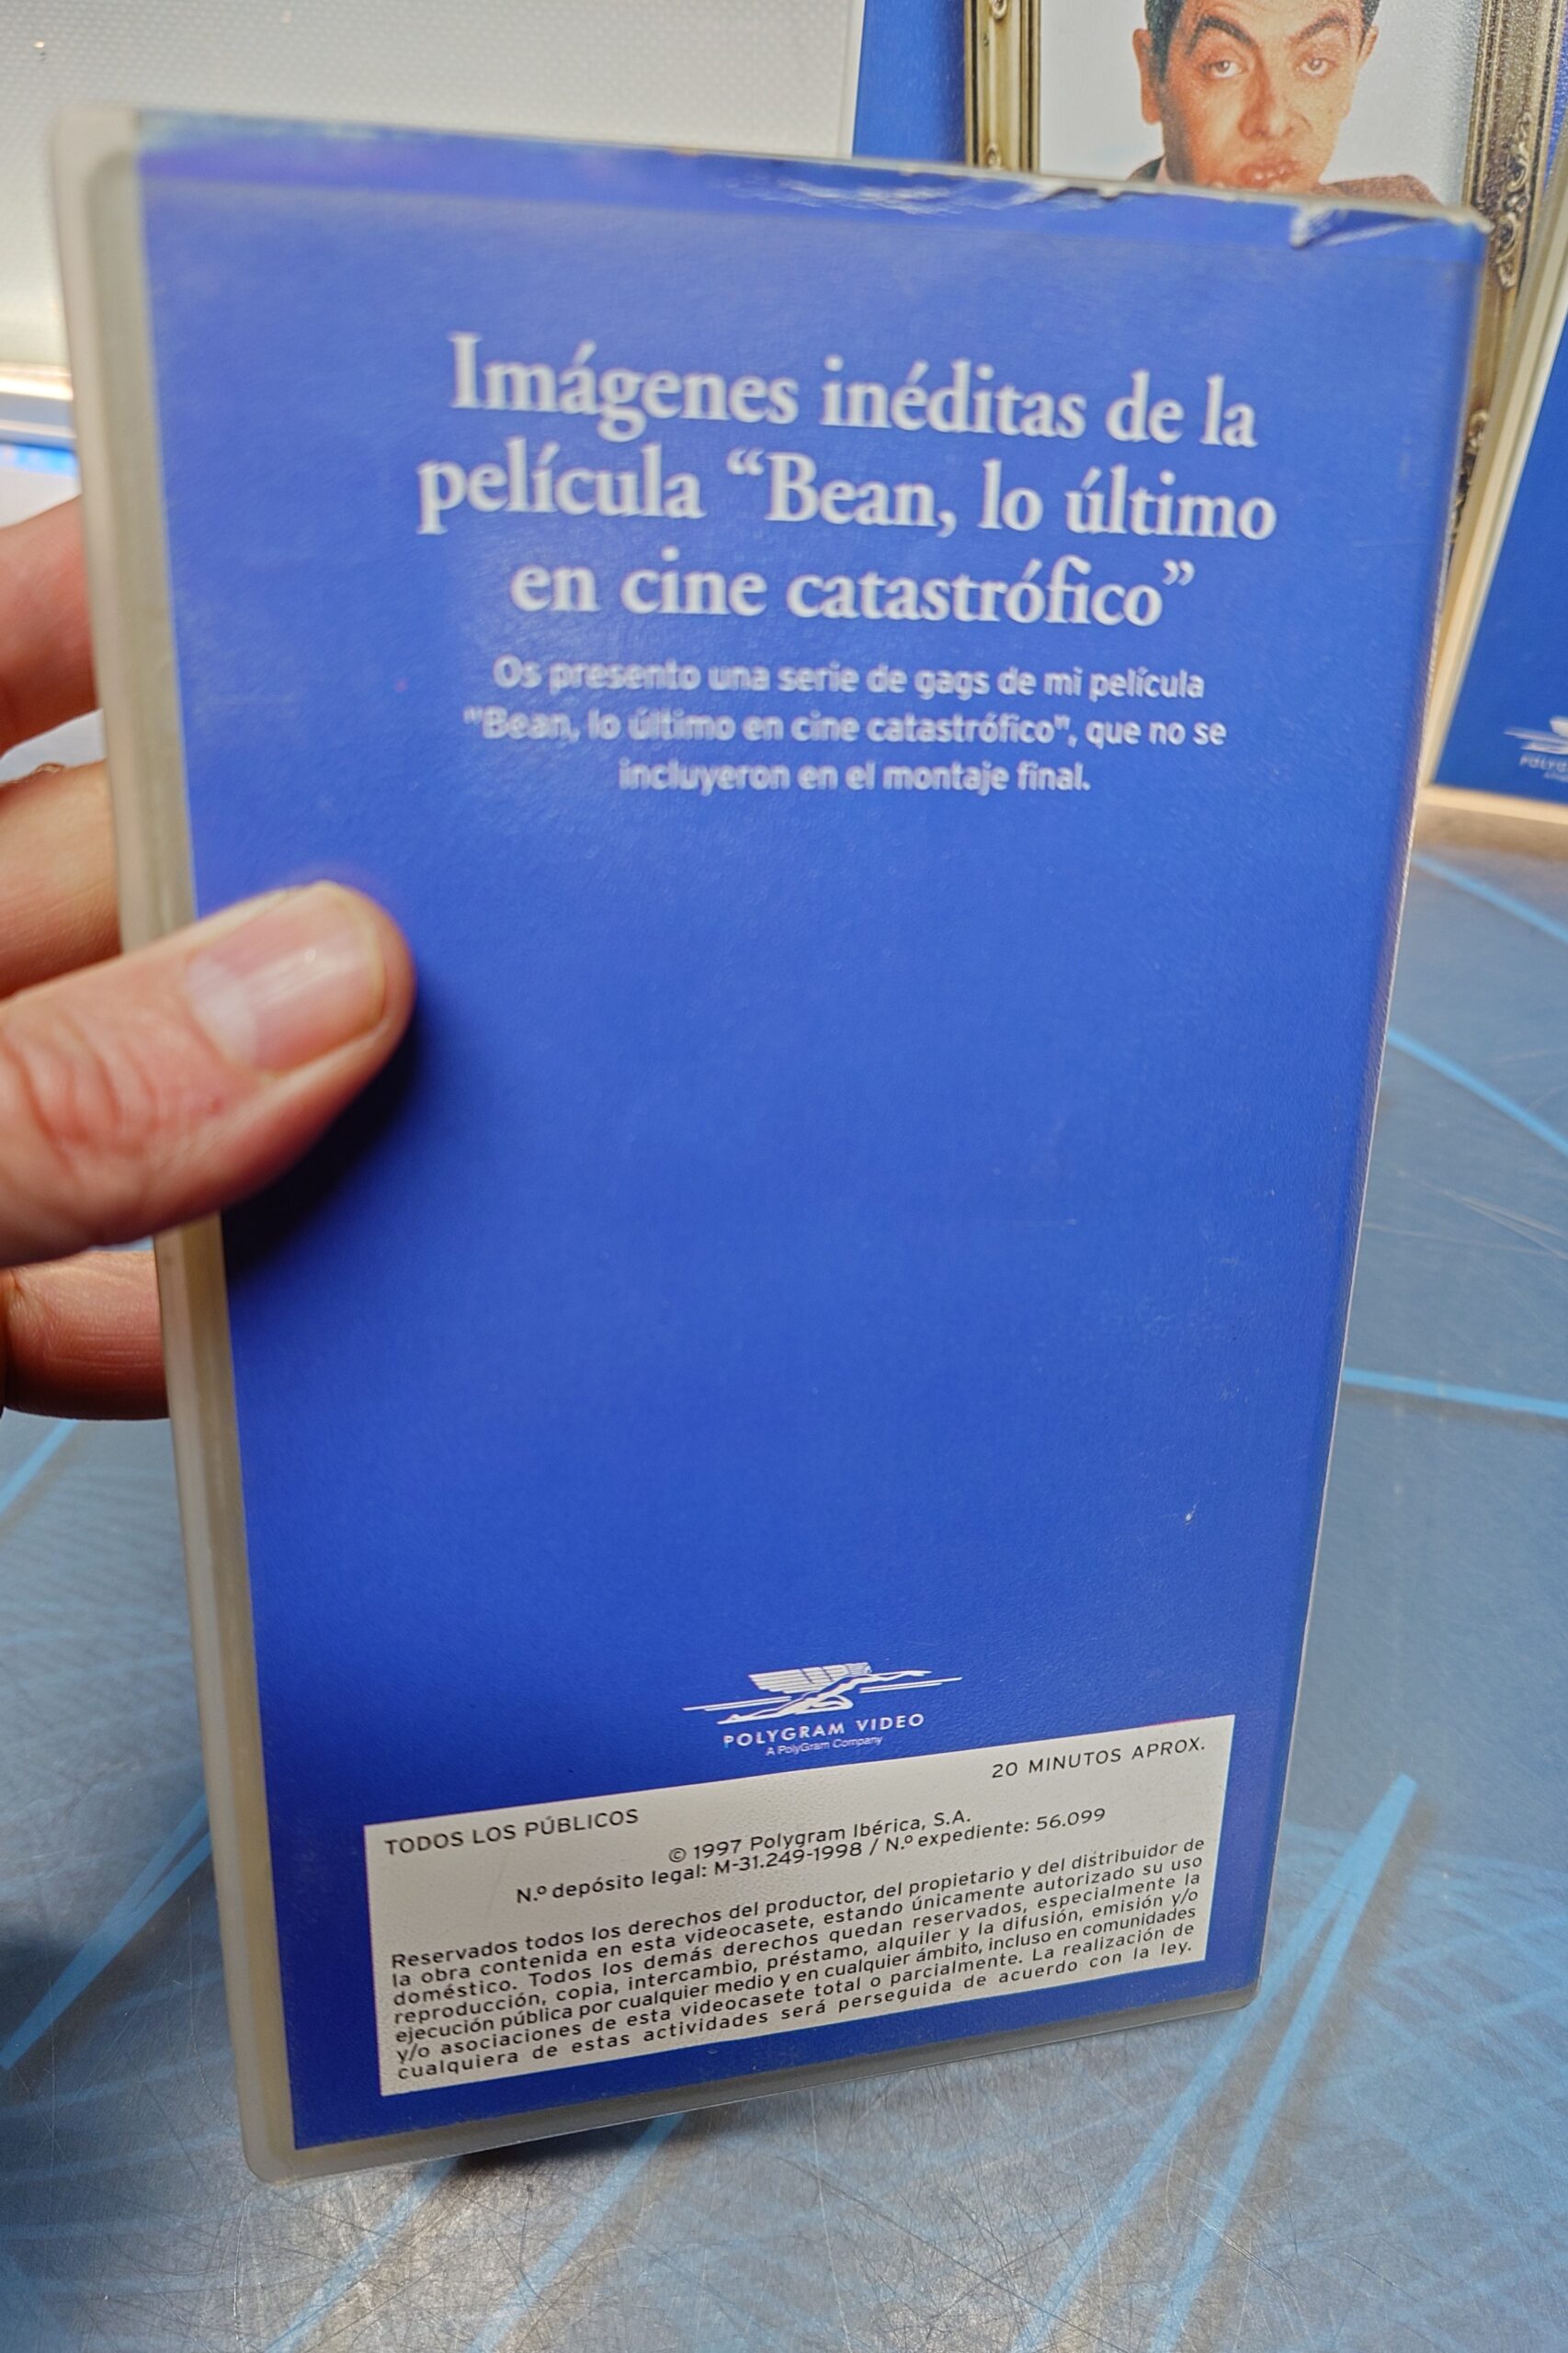 Imágenes inéditas de la
película “Bean, lo último
en cine catastrófico”
Os presento una serie de gags de mi película
"Bean, lo último en cine catastrófico", que no se
incluyeron en el montaje final.
POLYGRAM VIDEO
A PolyGram Company
TODOS LOS PÚBLICOS
20 MINUTOS APROX.
© 1997 Polygram Ibérica, S.A.
N.º depósito legal: M-31.249-1998 / N.º expediente: 56.099
Reservados todos los derechos del productor, del propietario y del distribuidor de
la obra contenida en esta videocasete, estando únicamente autorizado su uso
doméstico. Todos los demás derechos quedan reservados, especialmente la
reproducción, copia, intercambio, préstamo, alquiler y la difusión, emisión y/o
ejecución pública por cualquier medio y en cualquier ámbito, incluso en comunidades
y/o asociaciones de esta videocasete total o parcialmente. La realización de
cualquiera de estas actividades será perseguida de acuerdo con la ley.